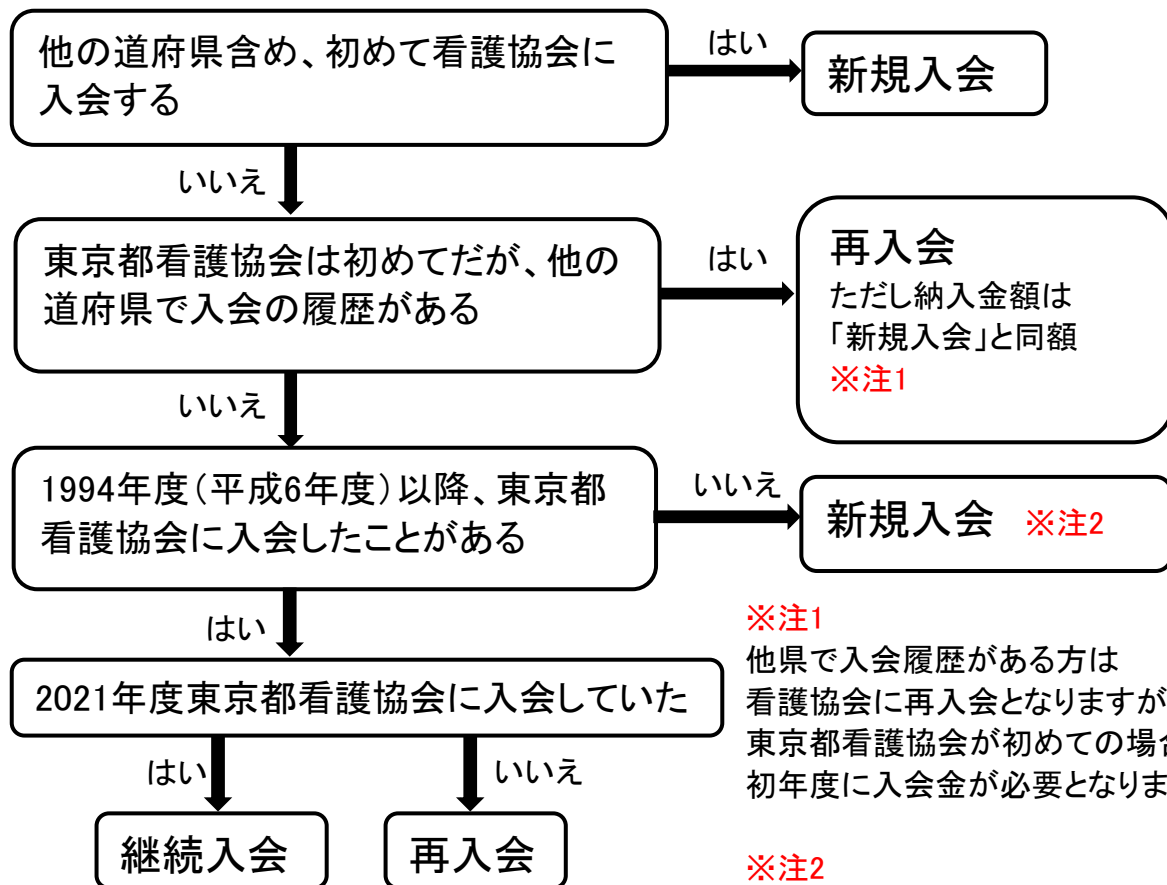 他の道府県含め、初めて看護協会に
入会する
はい
新規入会
いいえ
東京都看護協会は初めてだが、他の
道府県で入会の履歴がある
はい
再入会
ただし納入金額は
「新規入会」と同額
※注1
いいえ
1994年度(平成6年度)以降、東京都
看護協会に入会したことがある
いいえ
新規入会 ※注2
はい
2021年度東京都看護協会に入会していた
はい
いいえ
継続入会
再入会
※注1
他県で入会履歴がある方は
看護協会に再入会となりますが
東京都看護協会が初めての場合
初年度に入会金が必要となりま
※注2